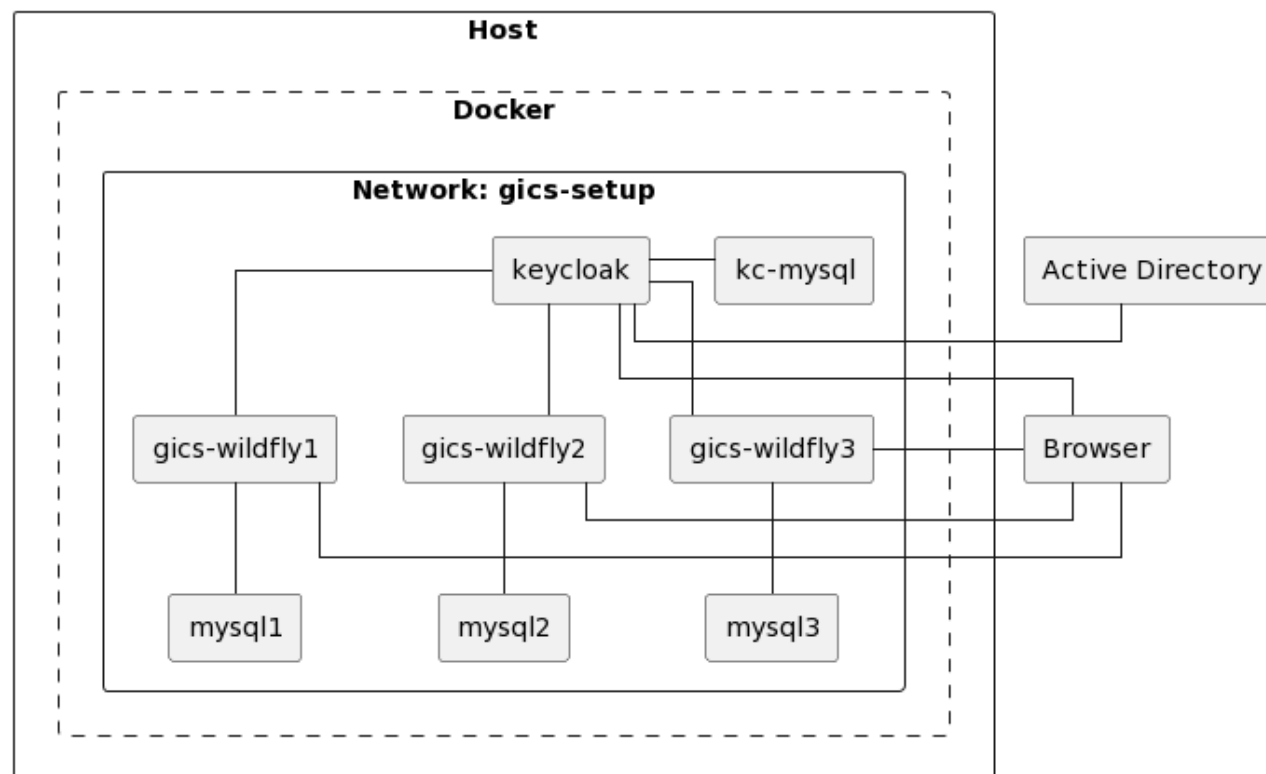 Host
Docker
Network: gics-setup
keycloak
kc-mysql
Active Directory
gics-wildfly1
gics-wildfly2
gics-wildfly3
Browser
mysql1
mysql2
mysql3